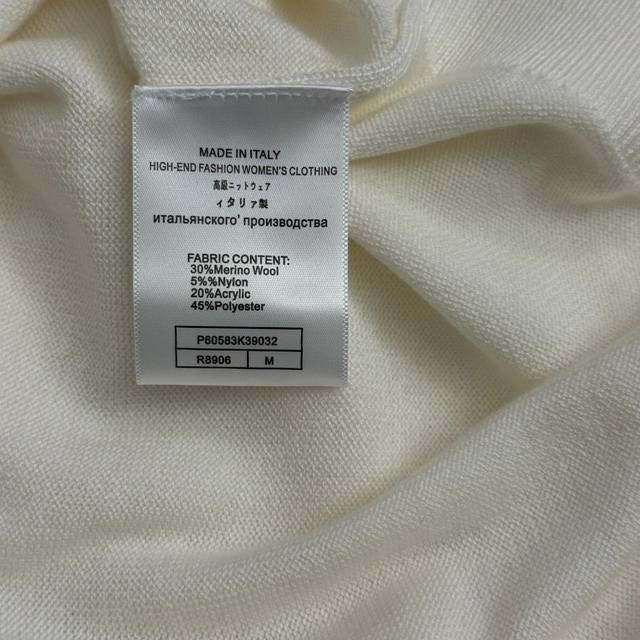 MADE IN ITALY
HIGH-END FASHION WOMEN'S CLOTHING
高級ニットウェア
イタリア製
итальянского' производства
FABRIC CONTENT:
30%Merino Wool
5%%Nylon
20%Acrylic
45%Polyester
P60583K39032
R8906 M